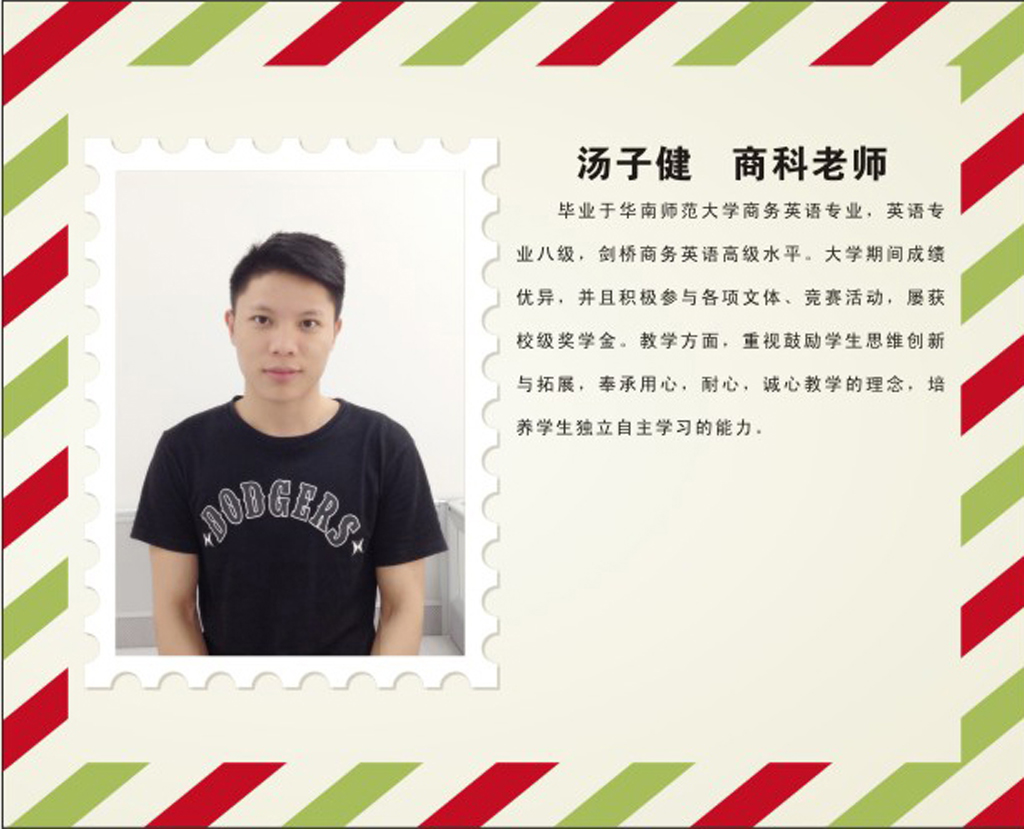 汤子健 商科老师
毕业于华南师范大学商务英语专业，英语专
业八级，剑桥商务英语高级水平。大学期间成绩
优异，并且积极参与各项文体、竞赛活动，屡获
校级奖学金。教学方面，重视鼓励学生思维创新
与拓展，奉承用心，耐心，诚心教学的理念，培
养学生独立自主学习的能力。
DODGERS